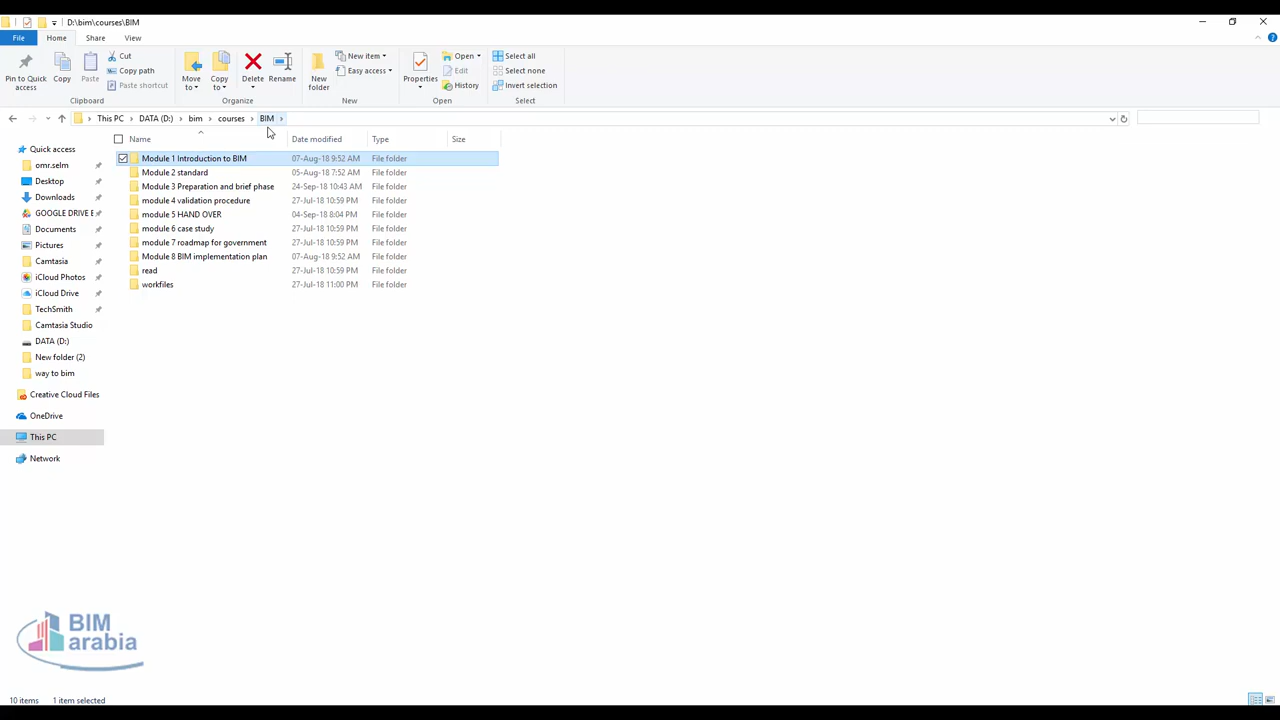 D:\bim\courses\BIM
File Home Share View
Pin to Quick access
Copy
Paste
Cut
Copy path
Paste shortcut
Clipboard
Move to
Copy to
Delete
Rename
Organize
New folder
New item
Easy access
New
Properties
Open
Edit
History
Open
Select all
Select none
Invert selection
Select
This PC > DATA (D:) > bim > courses > BIM >
Name Date modified Type Size
Module 1 Introduction to BIM 07-Aug-18 9:52 AM File folder
Module 2 standard 05-Aug-18 7:52 AM File folder
Module 3 Preparation and brief phase 24-Sep-18 10:43 AM File folder
module 4 validation procedure 27-Jul-18 10:59 PM File folder
module 5 HAND OVER 04-Sep-18 8:04 PM File folder
module 6 case study 27-Jul-18 10:59 PM File folder
module 7 roadmap for government 27-Jul-18 10:59 PM File folder
Module 8 BIM implementation plan 07-Aug-18 9:52 AM File folder
read 27-Jul-18 10:59 PM File folder
workfiles 27-Jul-18 11:00 PM File folder
Quick access
omr.selm
Desktop
Downloads
GOOGLE DRIVE E
Documents
Pictures
Camtasia
iCloud Photos
iCloud Drive
TechSmith
Camtasia Studio
DATA (D:)
New folder (2)
way to bim
Creative Cloud Files
OneDrive
This PC
Network
BIM
arabia
10 items 1 item selected